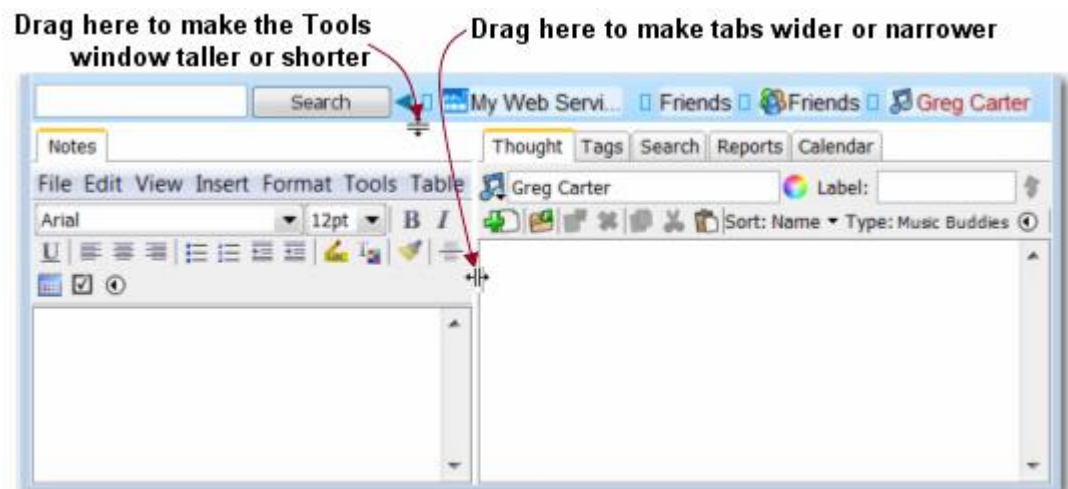 Drag here to make the Tools
window taller or shorter
Drag here to make tabs wider or narrower
Search
My Web Servi... Friends Friends Greg Carter
Notes
Thought Tags Search Reports Calendar
File Edit View Insert Format Tools Table
Greg Carter Label:
Arial 12pt B I
Sort: Name Type: Music Buddies
U